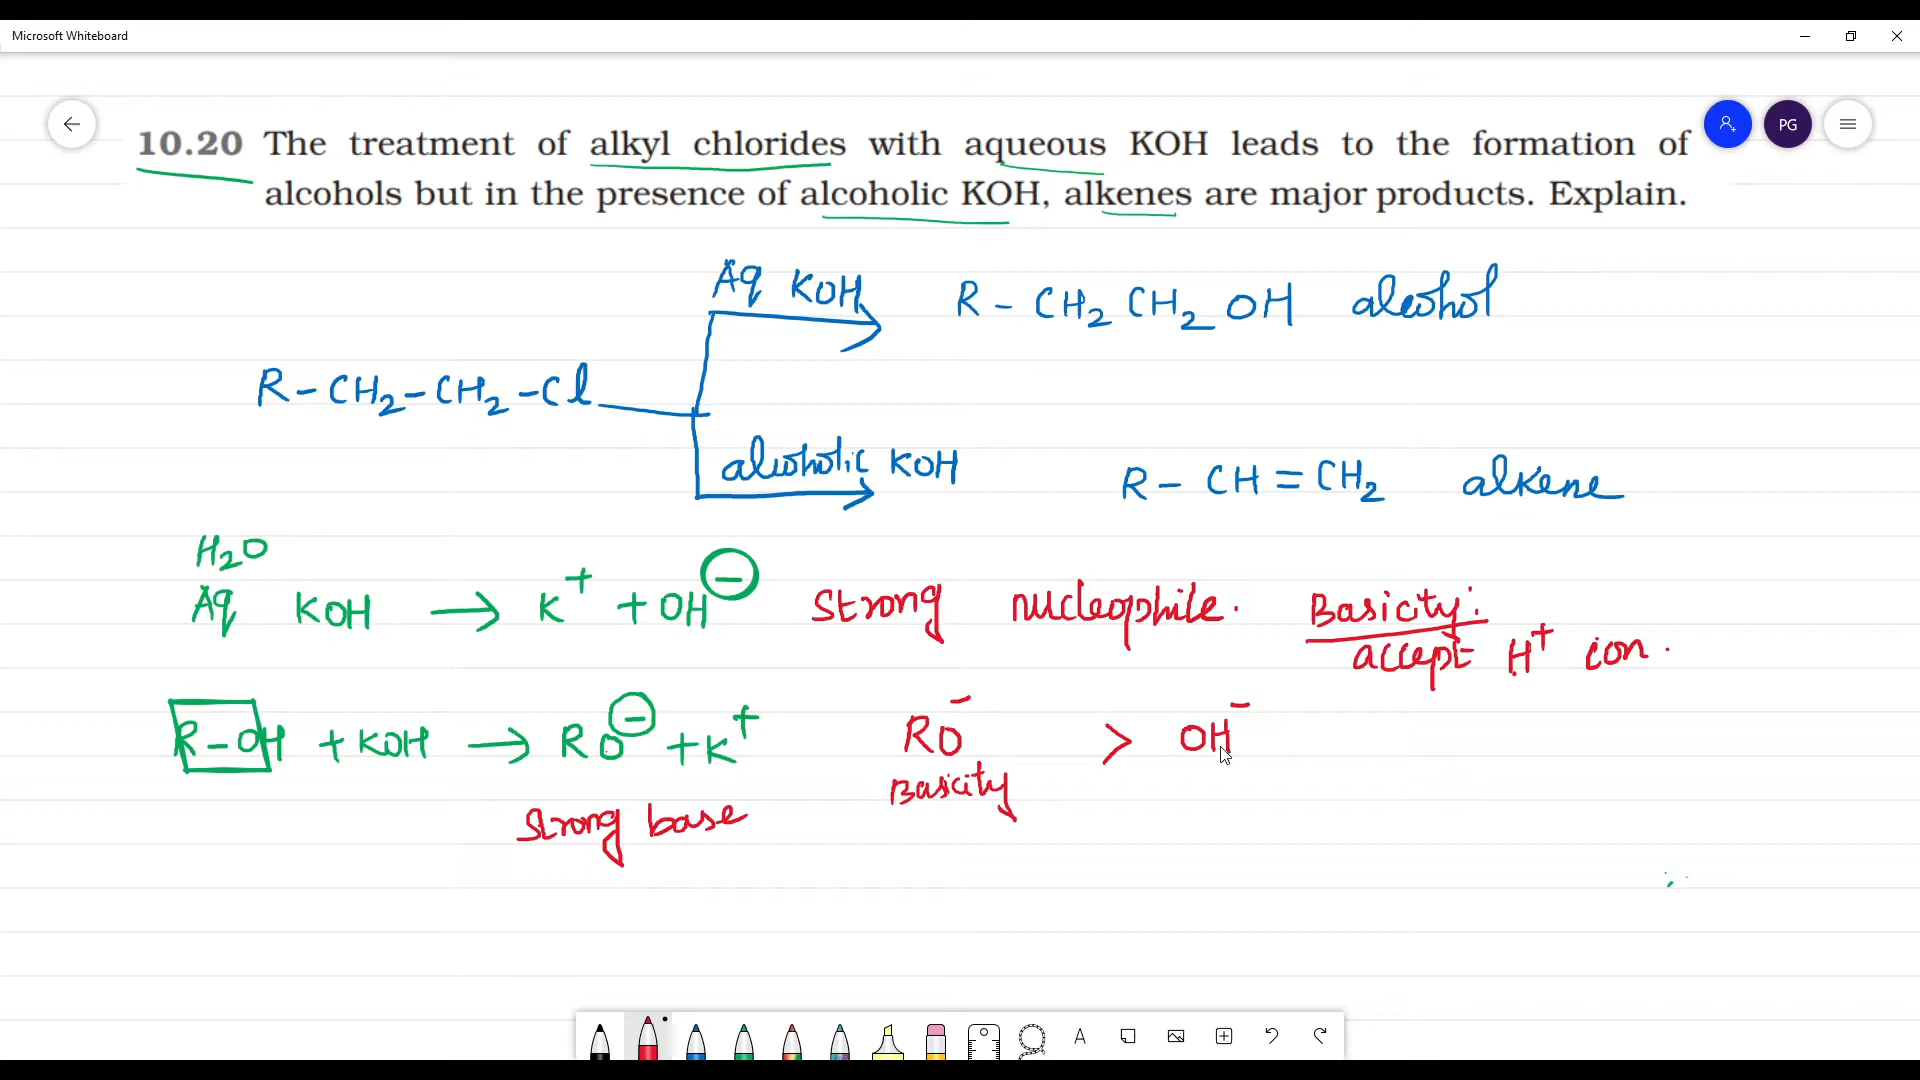 Microsoft Whiteboard
PG
10.20 The treatment of alkyl chlorides with aqueous KOH leads to the formation of
alcohols but in the presence of alcoholic KOH, alkenes are major products. Explain.
Aq KOH
R - CH₂ CH₂ OH alcohol
R - CH₂ - CH₂ - Cl
alcoholic KOH
R - CH = CH₂ alkene
H₂O
Aq KOH → K⁺ + OH⁻ Strong nucleophile. Basicity:
accept H⁺ ion.
R - OH + KOH → RO⁻ + K⁺ RO⁻ > OH⁻
Basicity
Strong base
A